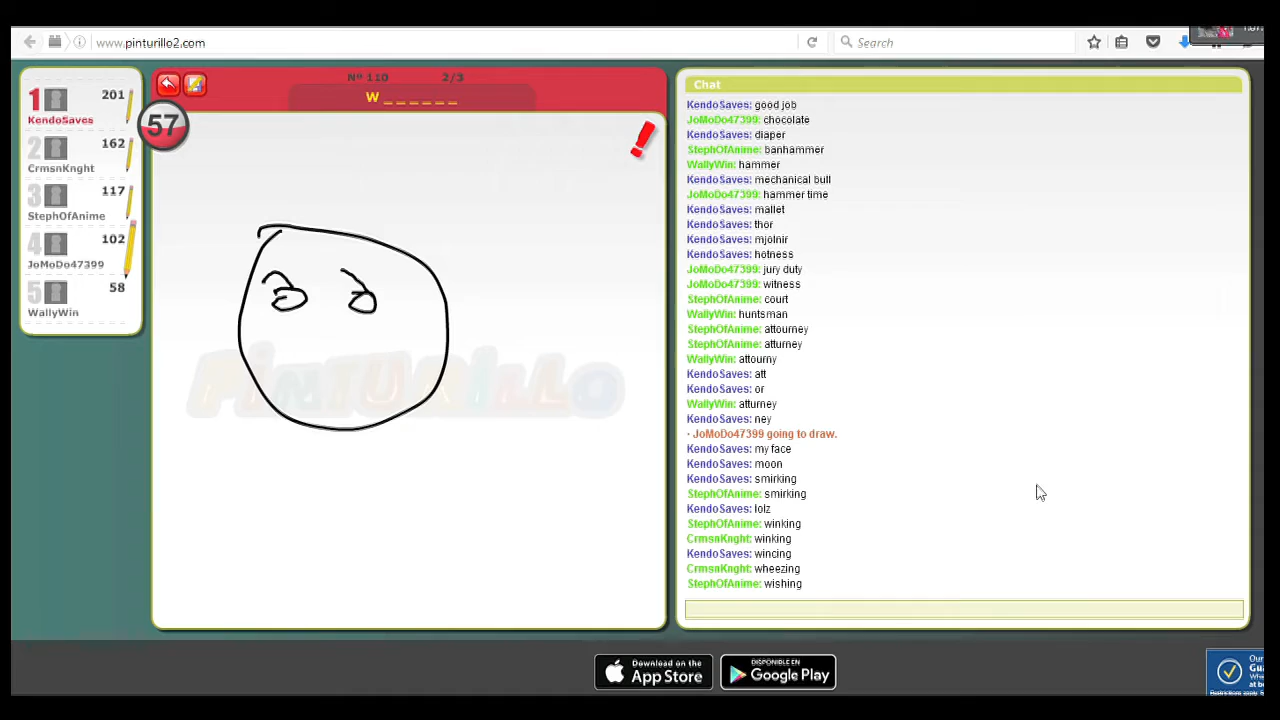 www.pinturillo2.com
Search
1 201
KendoSaves
2 162
CrmsnKnght
3 117
StephOfAnime
4 102
JoMoDo47399
5 58
WallyWin
57
Nº 110 2/3
W _ _ _ _ _ _
PINTURILLO
Chat
KendoSaves: good job
JoMoDo47399: chocolate
KendoSaves: diaper
StephOfAnime: banhammer
WallyWin: hammer
KendoSaves: mechanical bull
JoMoDo47399: hammer time
KendoSaves: mallet
KendoSaves: thor
KendoSaves: mjolnir
KendoSaves: hotness
JoMoDo47399: jury duty
JoMoDo47399: witness
StephOfAnime: court
WallyWin: huntsman
StephOfAnime: attourney
StephOfAnime: atturney
WallyWin: attourny
KendoSaves: att
KendoSaves: or
WallyWin: atturney
KendoSaves: ney
· JoMoDo47399 going to draw.
KendoSaves: my face
KendoSaves: moon
KendoSaves: smirking
StephOfAnime: smirking
KendoSaves: lolz
StephOfAnime: winking
CrmsnKnght: winking
KendoSaves: wincing
CrmsnKnght: wheezing
StephOfAnime: wishing
Download on the
App Store
DISPONIBLE EN
Google Play
Our